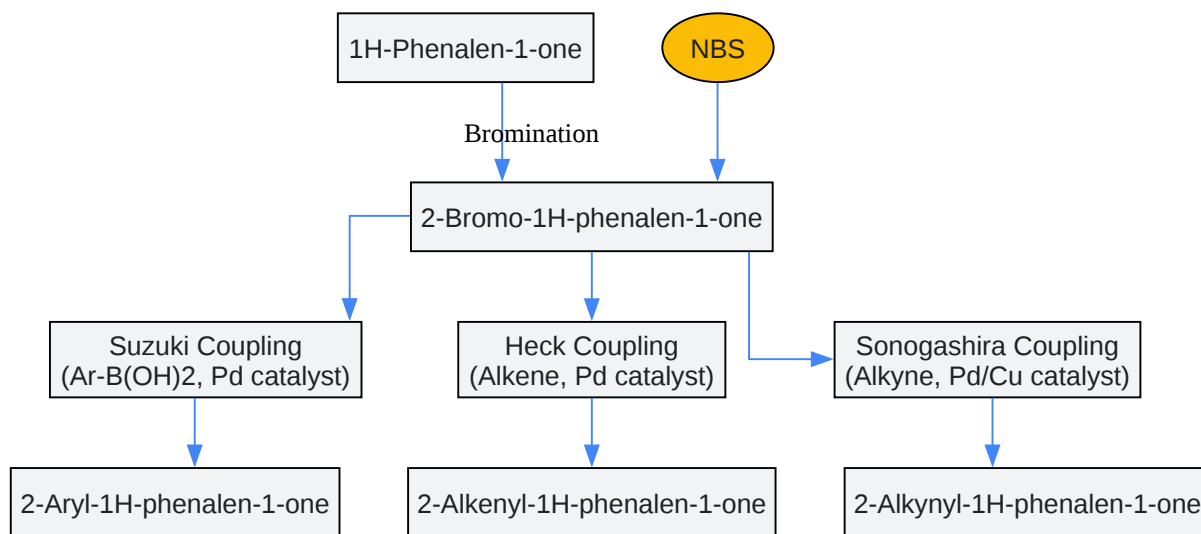 1H-Phenalen-1-one
NBS
Bromination
2-Bromo-1H-phenalen-1-one
Suzuki Coupling
(Ar-B(OH)2, Pd catalyst)
Heck Coupling
(Alkene, Pd catalyst)
Sonogashira Coupling
(Alkyne, Pd/Cu catalyst)
2-Aryl-1H-phenalen-1-one
2-Alkenyl-1H-phenalen-1-one
2-Alkynyl-1H-phenalen-1-one